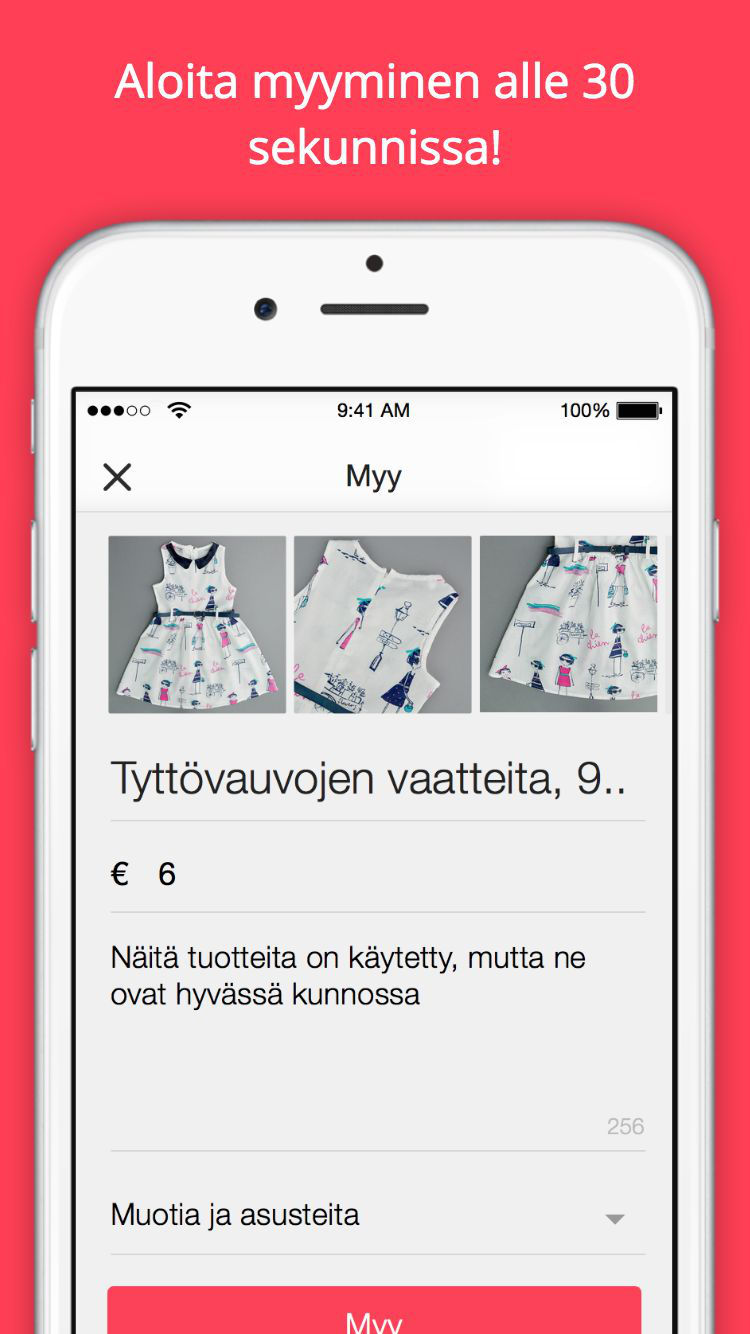 Aloita myyminen alle 30
sekunnissa!
9:41 AM
100%
Myy
Tyttövauvojen vaatteita, 9..
€ 6
Näitä tuotteita on käytetty, mutta ne
ovat hyvässä kunnossa
256
Muotia ja asusteita
Myy